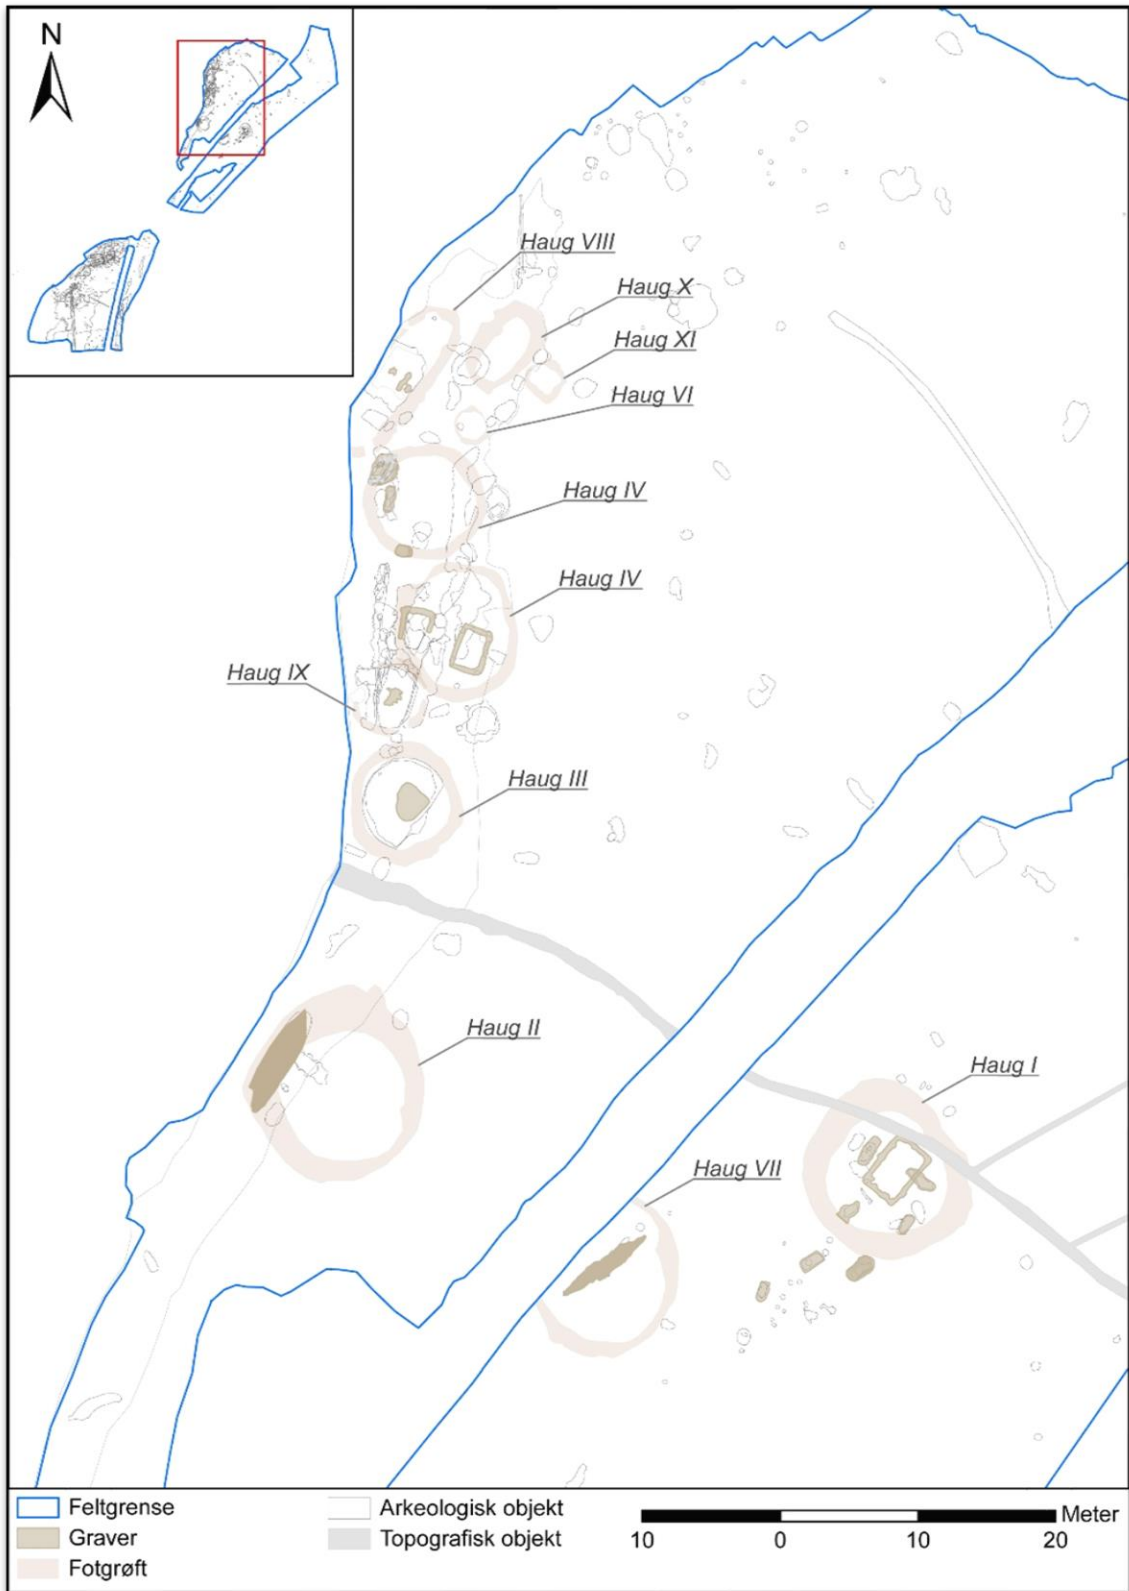 N
Haug VIII
Haug X
Haug XI
Haug VI
Haug IV
Haug IV
Haug IX
Haug III
Haug II
Haug I
Haug VII
Feltgrense
Graver
Fotgrøft
Arkeologisk objekt
Topografisk objekt
Meter
10 0 10 20